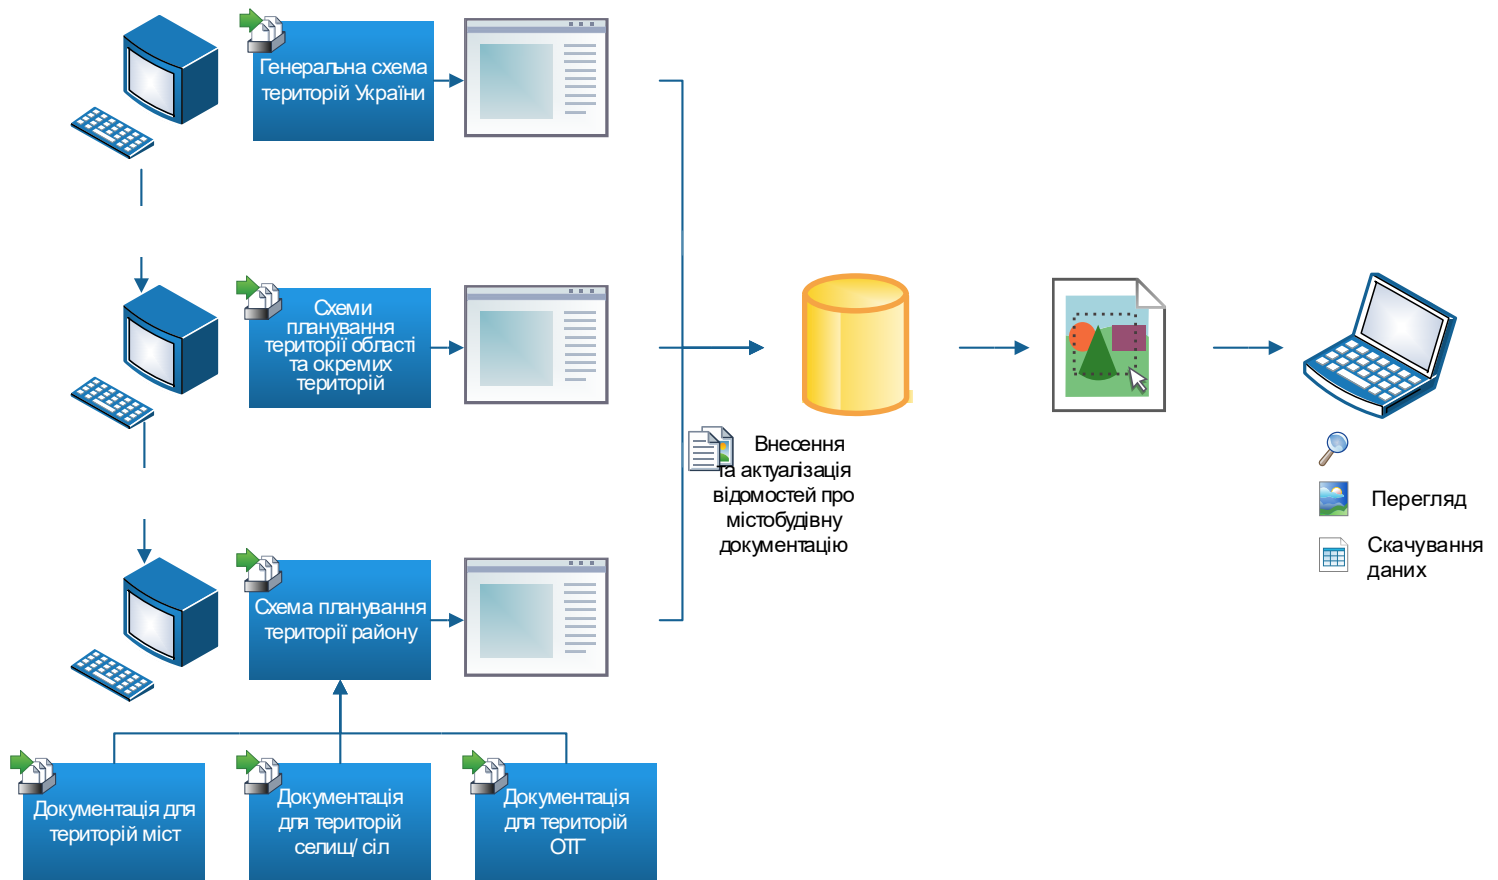 Генеральна схема
територій України
Схеми
планування
території області
та окремих
територій
Внесення
та актуалізація
відомостей про
містобудівну
документацію
Перегляд
Скачування
даних
Схема планування
території району
Документація для
територій міст
Документація
для територій
селищ/ сіл
Документація
для територій
ОТГ